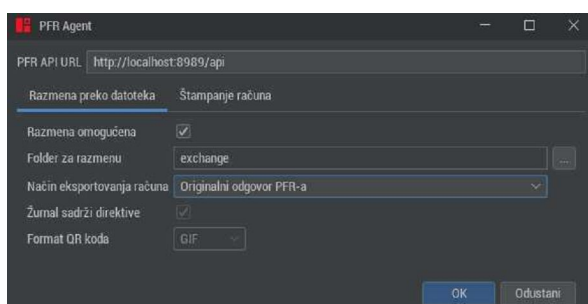 PFR Agent
PFR API URL http://localhost:8989/api
Razmena preko datoteka Štampanje računa
Razmena omogućena
Folder za razmenu exchange ...
Način eksportovanja računa Originalni odgovor PFR-a
Žurnal sadrži direktive
Format QR koda GIF
OK Odustani